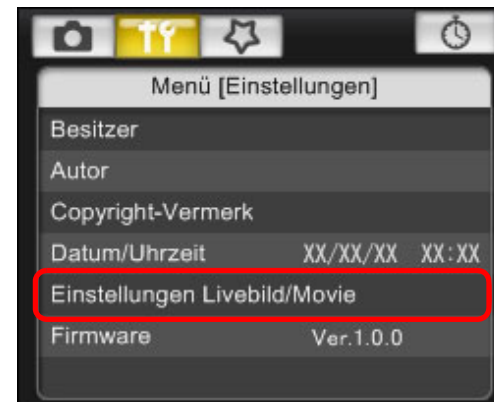 Menü [Einstellungen]
Besitzer
Autor
Copyright-Vermerk
Datum/Uhrzeit XX/XX/XX XX:XX
Einstellungen Livebild/Movie
Firmware Ver.1.0.0